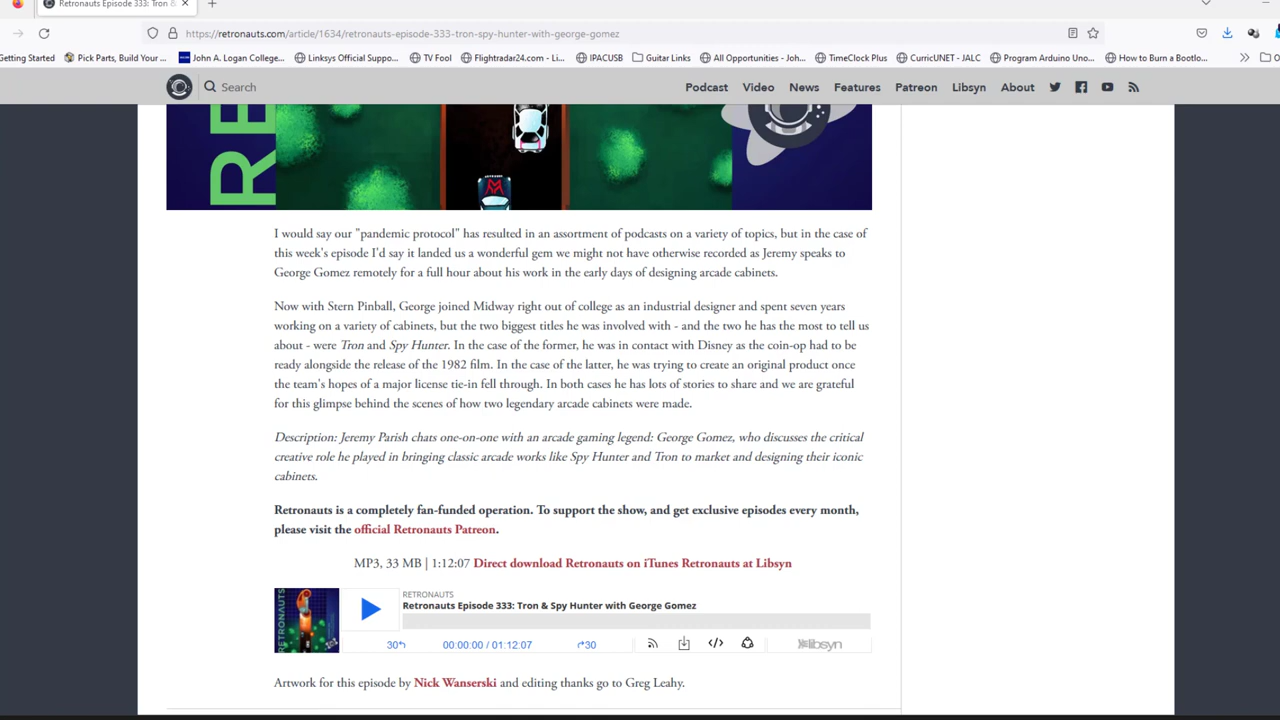 Retronauts Episode 333: Tron &
https://retronauts.com/article/1634/retronauts-episode-333-tron-spy-hunter-with-george-gomez
Getting Started Pick Parts, Build Your ... John A. Logan College... Linksys Official Suppo... TV Fool Flightradar24.com - Li... IPACUSB Guitar Links All Opportunities - Joh... TimeClock Plus CurricUNET - JALC Program Arduino Uno... How to Burn a Bootlo...
Search Podcast Video News Features Patreon Libsyn About
RE
I would say our "pandemic protocol" has resulted in an assortment of podcasts on a variety of topics, but in the case of
this week's episode I'd say it landed us a wonderful gem we might not have otherwise recorded as Jeremy speaks to
George Gomez remotely for a full hour about his work in the early days of designing arcade cabinets.
Now with Stern Pinball, George joined Midway right out of college as an industrial designer and spent seven years
working on a variety of cabinets, but the two biggest titles he was involved with - and the two he has the most to tell us
about - were Tron and Spy Hunter. In the case of the former, he was in contact with Disney as the coin-op had to be
ready alongside the release of the 1982 film. In the case of the latter, he was trying to create an original product once
the team's hopes of a major license tie-in fell through. In both cases he has lots of stories to share and we are grateful
for this glimpse behind the scenes of how two legendary arcade cabinets were made.
Description: Jeremy Parish chats one-on-one with an arcade gaming legend: George Gomez, who discusses the critical
creative role he played in bringing classic arcade works like Spy Hunter and Tron to market and designing their iconic
cabinets.
Retronauts is a completely fan-funded operation. To support the show, and get exclusive episodes every month,
please visit the official Retronauts Patreon.
MP3, 33 MB | 1:12:07 Direct download Retronauts on iTunes Retronauts at Libsyn
RETRONAUTS
RETRONAUTS
Retronauts Episode 333: Tron & Spy Hunter with George Gomez
30 00:00:00 / 01:12:07 30 libsyn
Artwork for this episode by Nick Wanserski and editing thanks go to Greg Leahy.